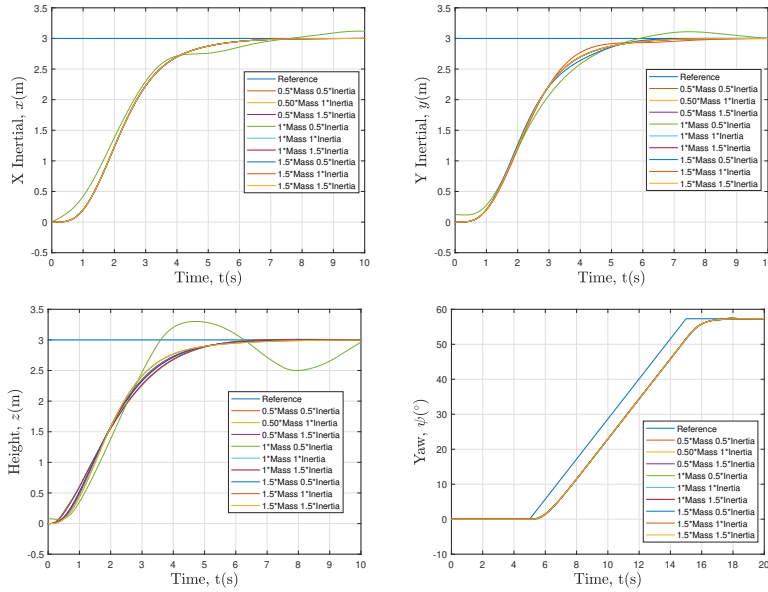 3.5
3
2.5
2
1.5
1
0.5
0
-0.5
X Inertial, x(m)
Reference
0.5*Mass 0.5*Inertia
0.50*Mass 1*Inertia
0.5*Mass 1.5*Inertia
1*Mass 0.5*Inertia
1*Mass 1*Inertia
1*Mass 1.5*Inertia
1.5*Mass 0.5*Inertia
1.5*Mass 1*Inertia
1.5*Mass 1.5*Inertia
0 1 2 3 4 5 6 7 8 9 10
Time, t(s)
3.5
3
2.5
2
1.5
1
0.5
0
-0.5
Y Inertial, y(m)
Reference
0.5*Mass 0.5*Inertia
0.50*Mass 1*Inertia
0.5*Mass 1.5*Inertia
1*Mass 0.5*Inertia
1*Mass 1*Inertia
1*Mass 1.5*Inertia
1.5*Mass 0.5*Inertia
1.5*Mass 1*Inertia
1.5*Mass 1.5*Inertia
0 1 2 3 4 5 6 7 8 9 10
Time, t(s)
3.5
3
2.5
2
1.5
1
0.5
0
-0.5
Height, z(m)
Reference
0.5*Mass 0.5*Inertia
0.50*Mass 1*Inertia
0.5*Mass 1.5*Inertia
1*Mass 0.5*Inertia
1*Mass 1*Inertia
1*Mass 1.5*Inertia
1.5*Mass 0.5*Inertia
1.5*Mass 1*Inertia
1.5*Mass 1.5*Inertia
0 1 2 3 4 5 6 7 8 9 10
Time, t(s)
60
50
40
30
20
10
0
-10
Yaw, ψ(°)
Reference
0.5*Mass 0.5*Inertia
0.50*Mass 1*Inertia
0.5*Mass 1.5*Inertia
1*Mass 0.5*Inertia
1*Mass 1*Inertia
1*Mass 1.5*Inertia
1.5*Mass 0.5*Inertia
1.5*Mass 1*Inertia
1.5*Mass 1.5*Inertia
0 2 4 6 8 10 12 14 16 18 20
Time, t(s)